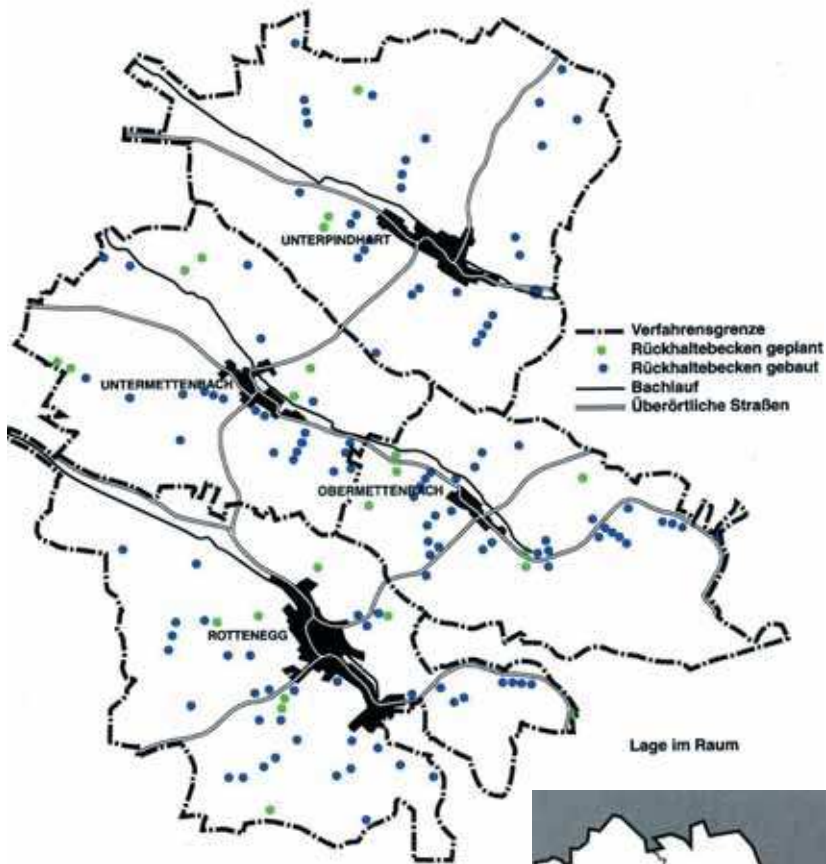 UNTERPINDHART
Verfahrensgrenze
Rückhaltebecken geplant
Rückhaltebecken gebaut
Bachlauf
Überörtliche Straßen
UNTERMETTENBACH
OBERMETTENBACH
ROTTENEGG
Lage im Raum